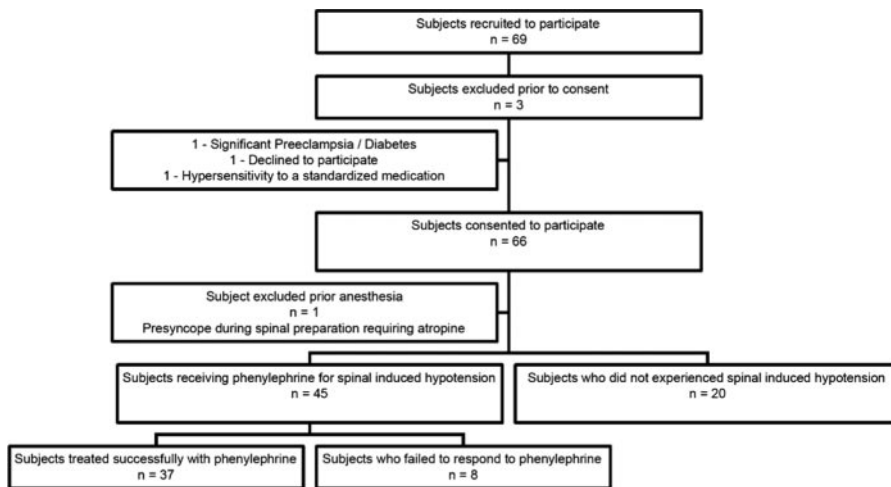 Subjects recruited to participate
n = 69
Subjects excluded prior to consent
n = 3
1 - Significant Preeclampsia / Diabetes
1 - Declined to participate
1 - Hypersensitivity to a standardized medication
Subjects consented to participate
n = 66
Subject excluded prior anesthesia
n = 1
Presyncope during spinal preparation requiring atropine
Subjects receiving phenylephrine for spinal induced hypotension
n = 45
Subjects who did not experienced spinal induced hypotension
n = 20
Subjects treated successfully with phenylephrine
n = 37
Subjects who failed to respond to phenylephrine
n = 8